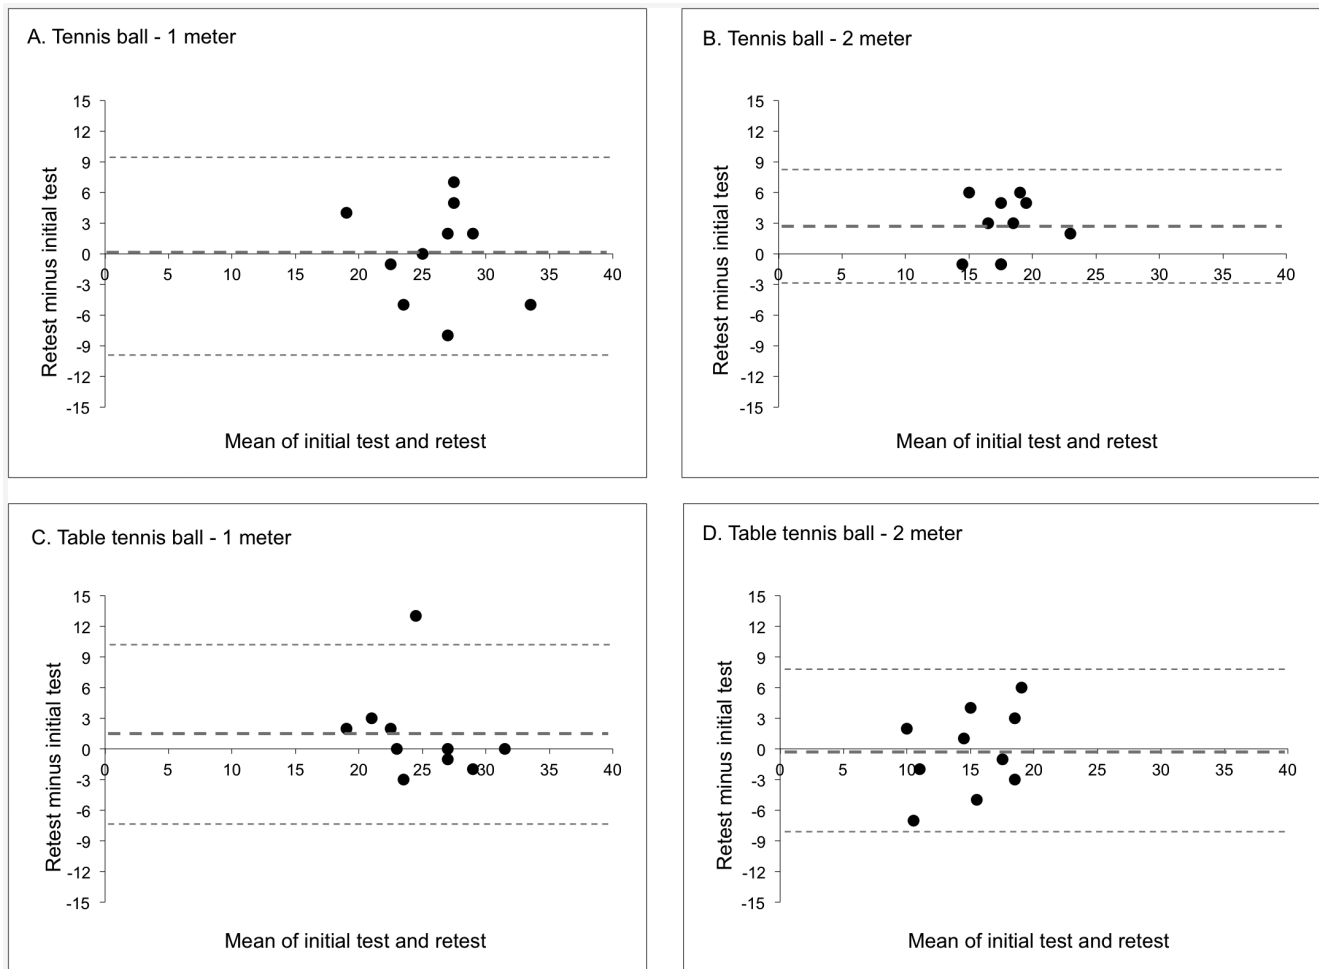 A. Tennis ball - 1 meter
15
12
9
6
3
0
-3
-6
-9
-12
-15
0 5 10 15 20 25 30 35 40
Retest minus initial test
Mean of initial test and retest
B. Tennis ball - 2 meter
15
12
9
6
3
0
-3
-6
-9
-12
-15
0 5 10 15 20 25 30 35 40
Retest minus initial test
Mean of initial test and retest
C. Table tennis ball - 1 meter
15
12
9
6
3
0
-3
-6
-9
-12
-15
0 5 10 15 20 25 30 35 40
Retest minus initial test
Mean of initial test and retest
D. Table tennis ball - 2 meter
15
12
9
6
3
0
-3
-6
-9
-12
-15
0 5 10 15 20 25 30 35 40
Retest minus initial test
Mean of initial test and retest